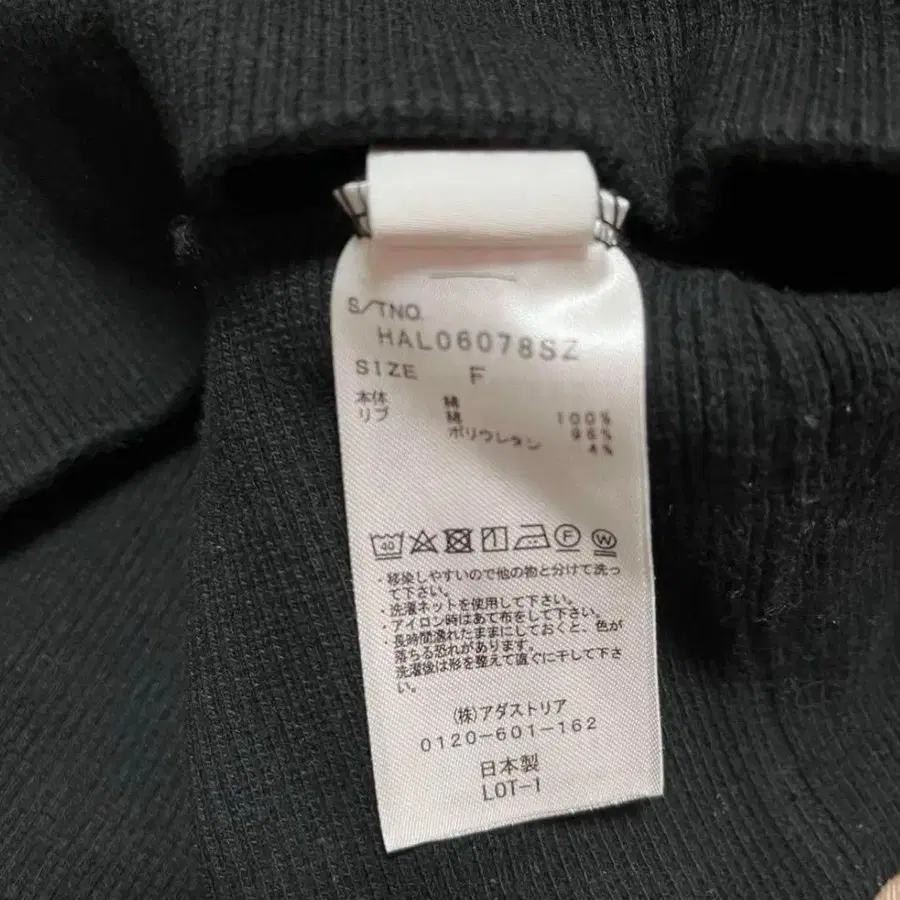 S/TNO.
HAL06078SZ
SIZE F
本体 綿 100%
リブ 綿 96%
ポリウレタン 4%
40
F
W
・移染しやすいので他の物と分けて洗っ
て下さい。
・洗濯ネットを使用して下さい。
・アイロン時はあて布をして下さい。
・長時間濡れたままにしておくと、色が
落ちる恐れがあります。
洗濯後は形を整えて直ぐに干して下さ
い。
(株)アダストリア
0120-601-162
日本製
LOT-1